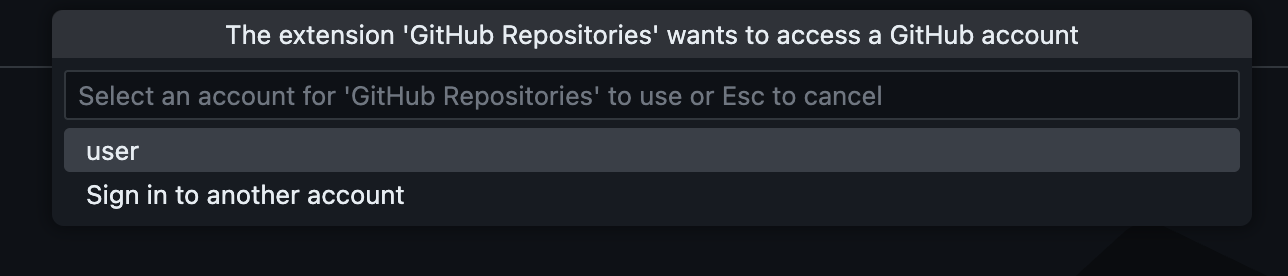 The extension 'GitHub Repositories' wants to access a GitHub account
Select an account for 'GitHub Repositories' to use or Esc to cancel
user
Sign in to another account